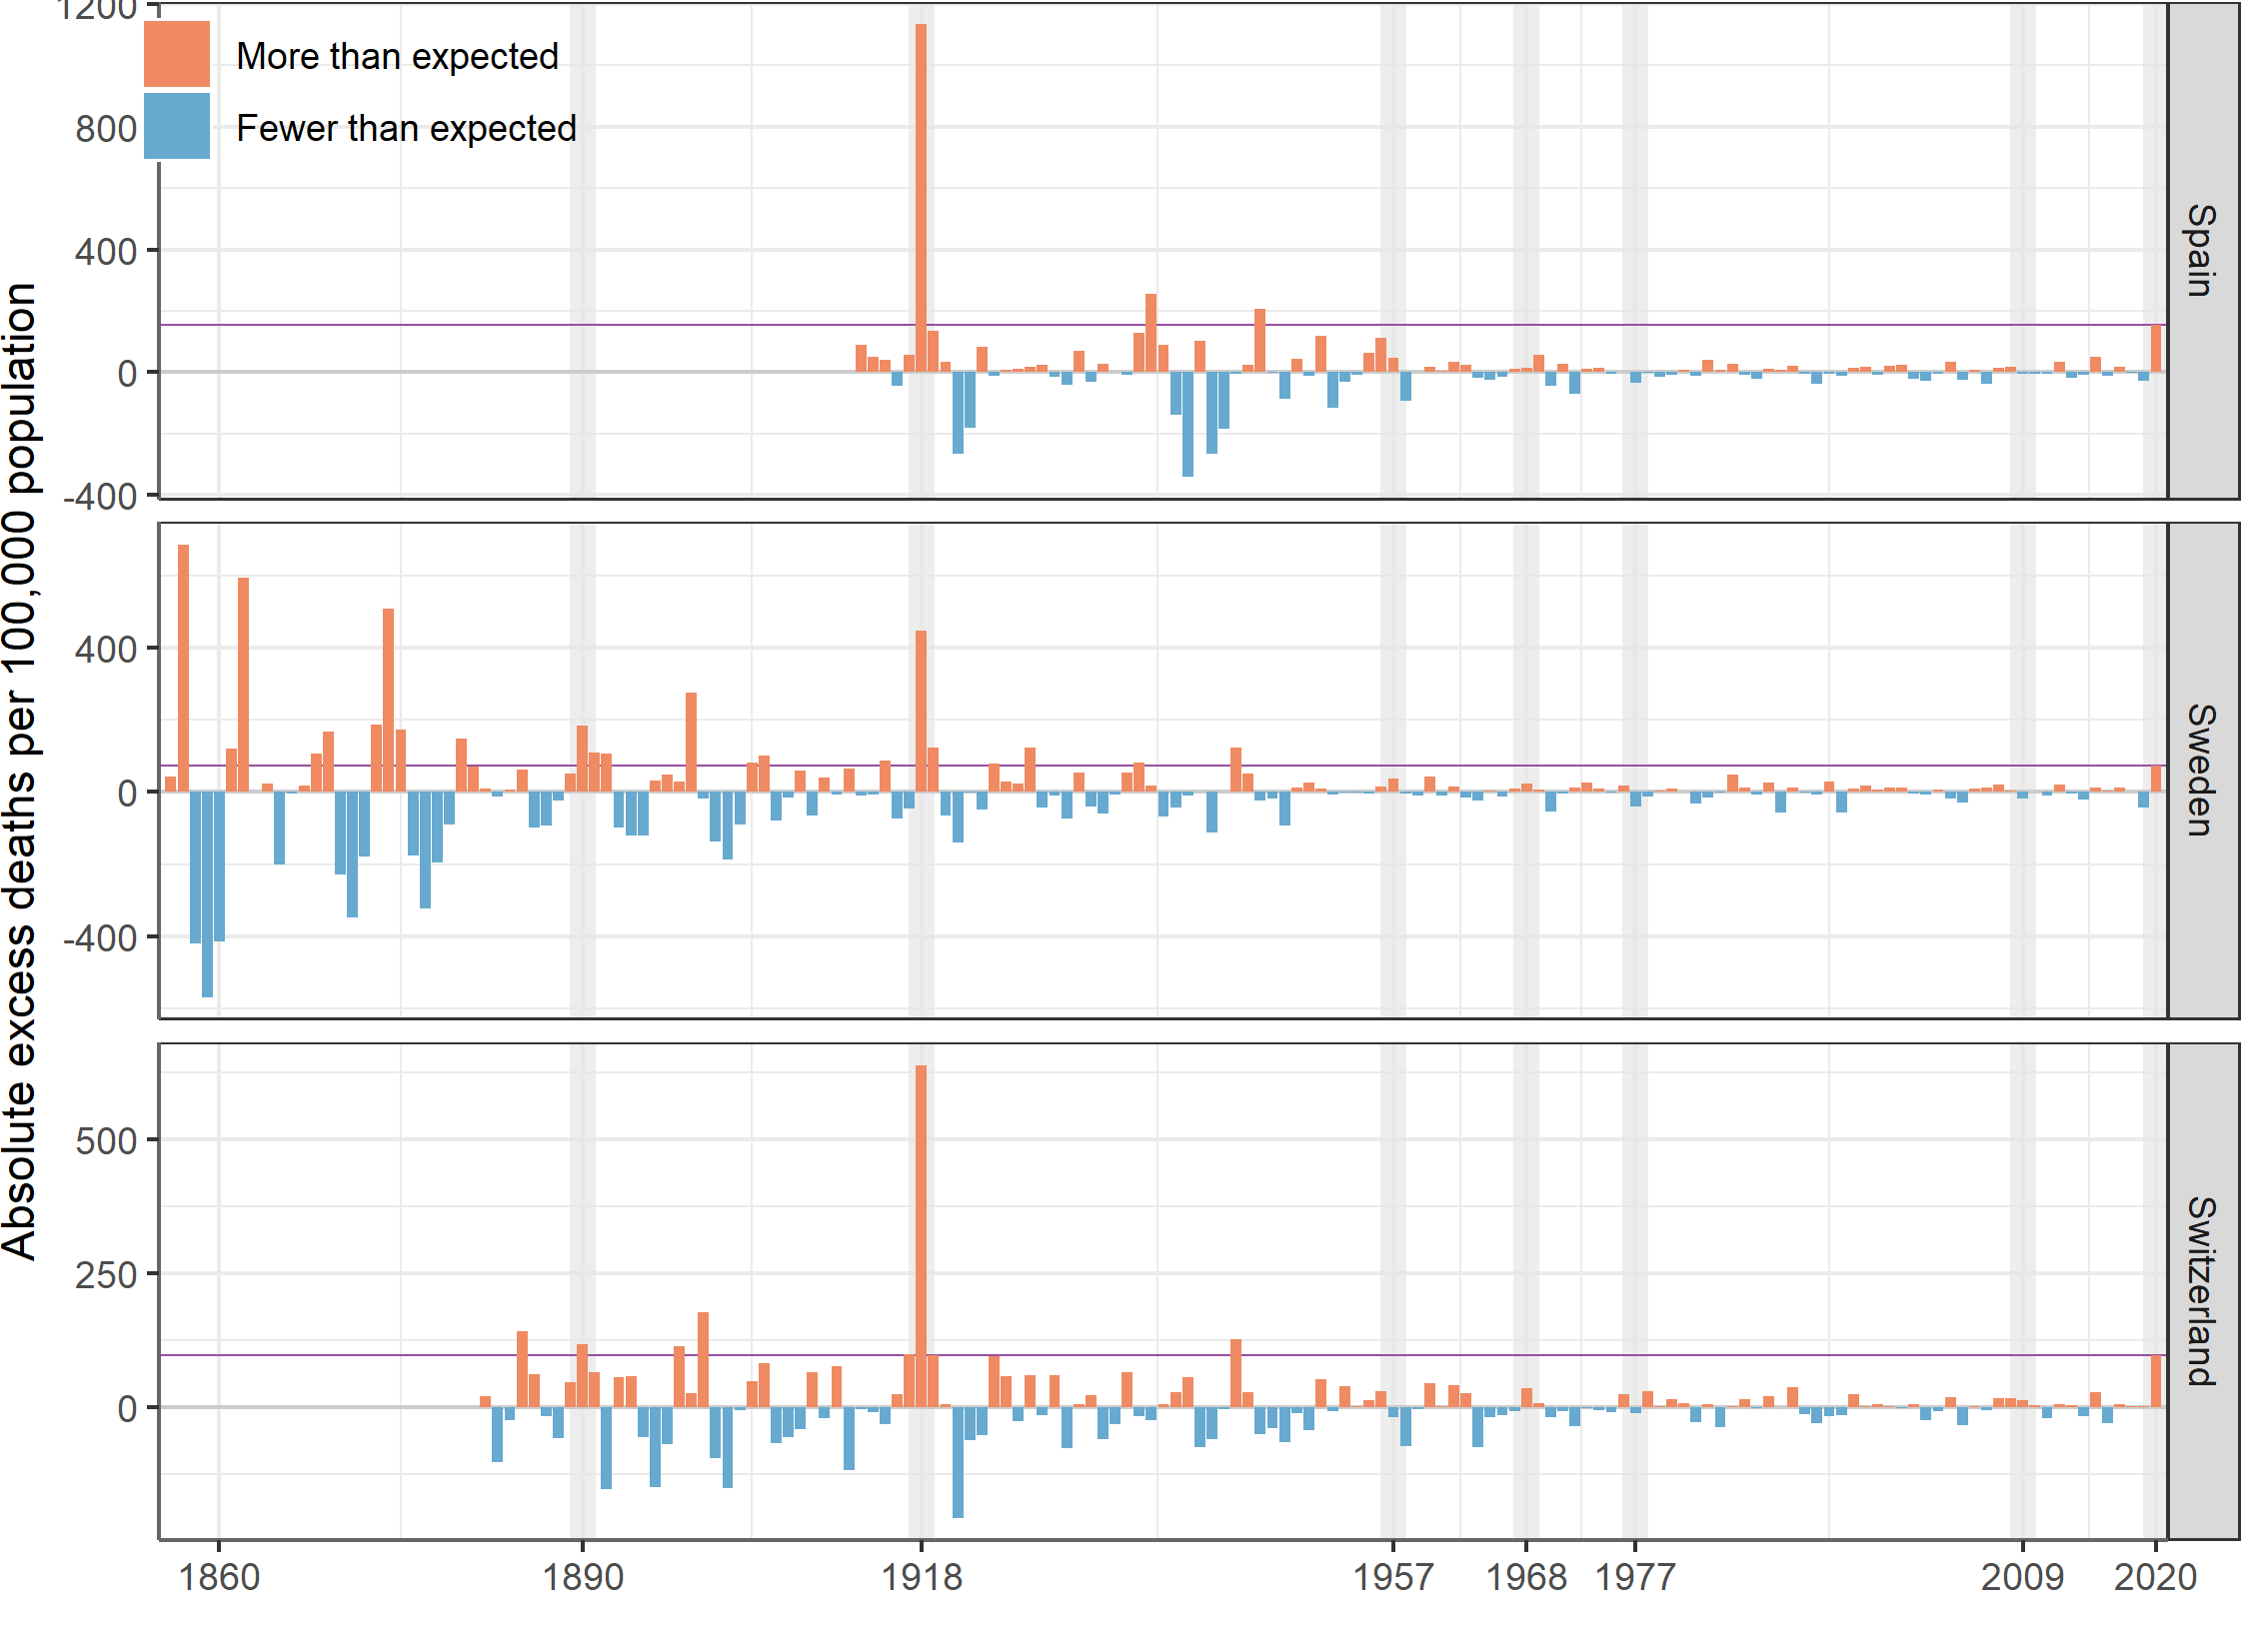 Absolute excess deaths per 100,000 population
1200
More than expected
800
Fewer than expected
400
0
-400
Spain
400
0
-400
Sweden
500
250
0
Switzerland
1860 1890 1918 1957 1968 1977 2009 2020